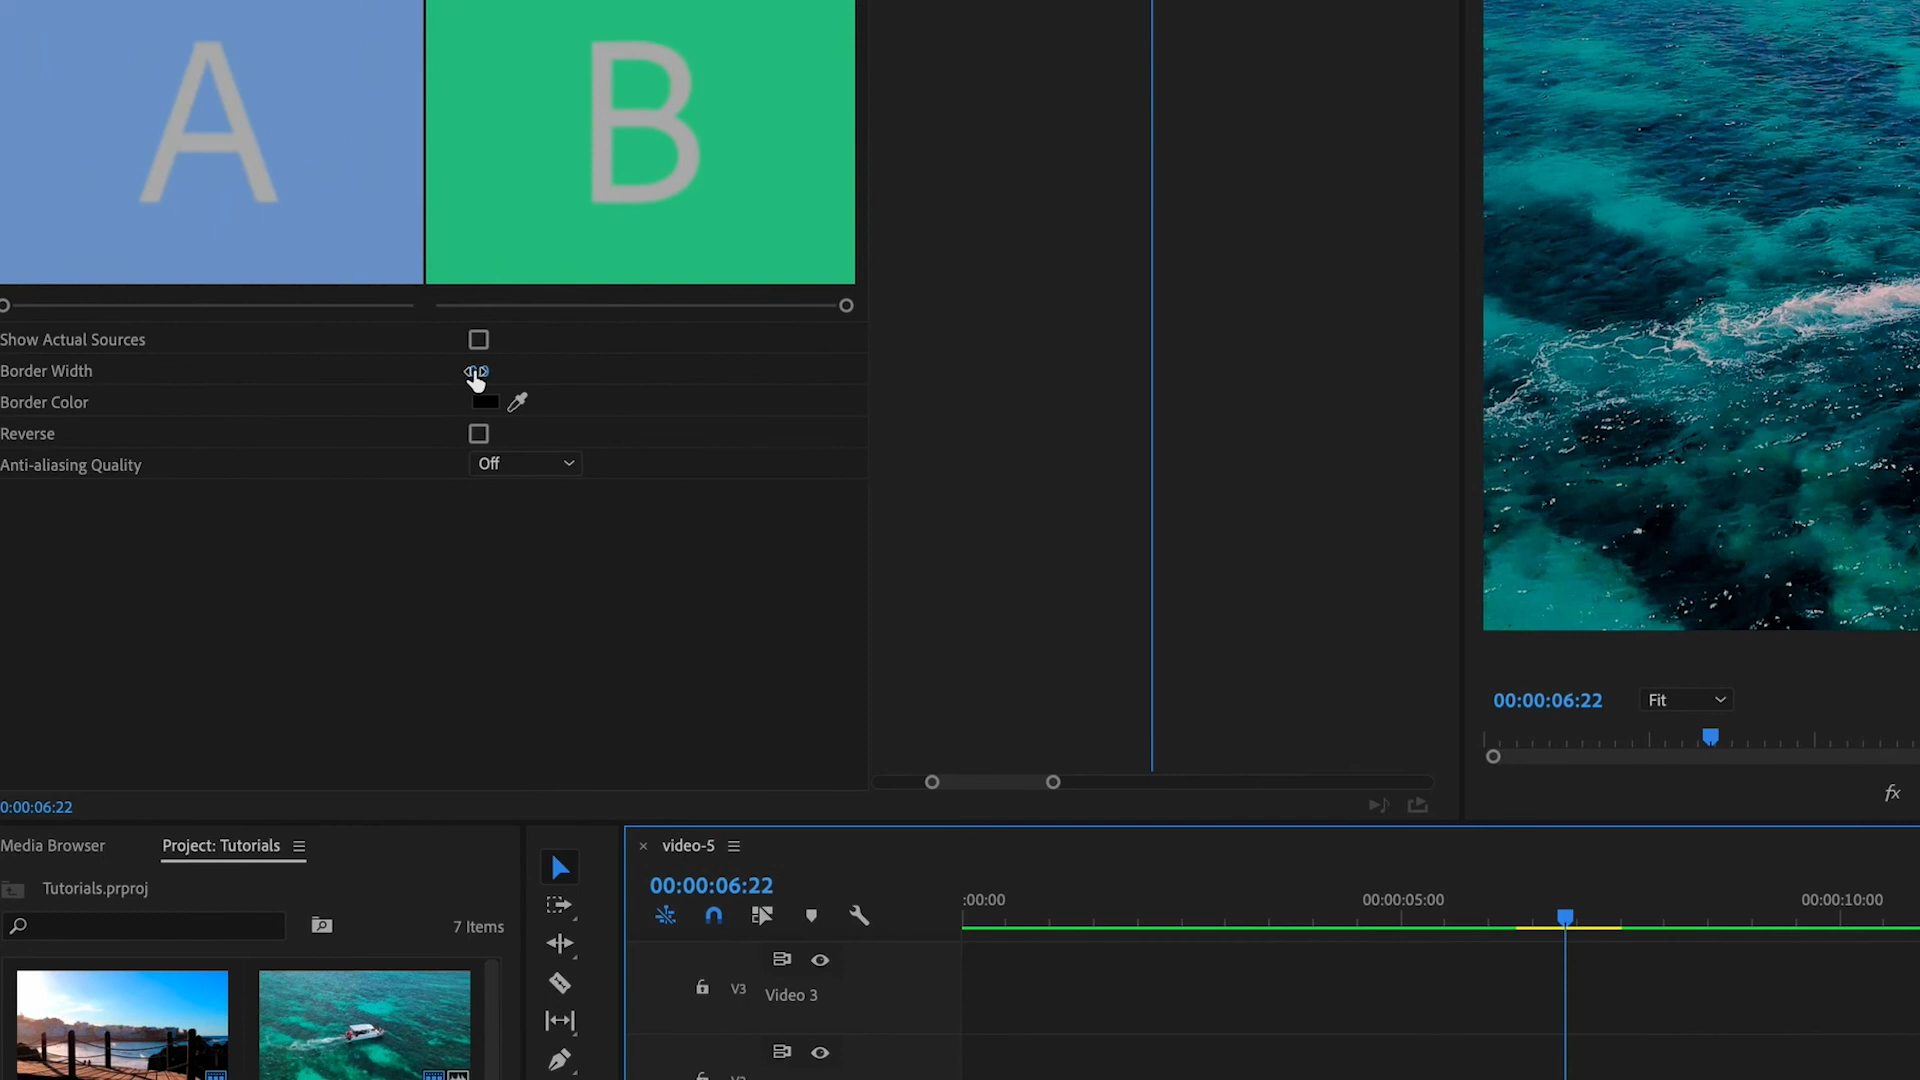 A B
Show Actual Sources
Border Width
Border Color
Reverse
Anti-aliasing Quality Off
00:00:06:22 Fit
fx
0:00:06:22
Media Browser Project: Tutorials
Tutorials.prproj
7 Items
× video-5
00:00:06:22
:00:00 00:00:05:00 00:00:10:00
V3 Video 3